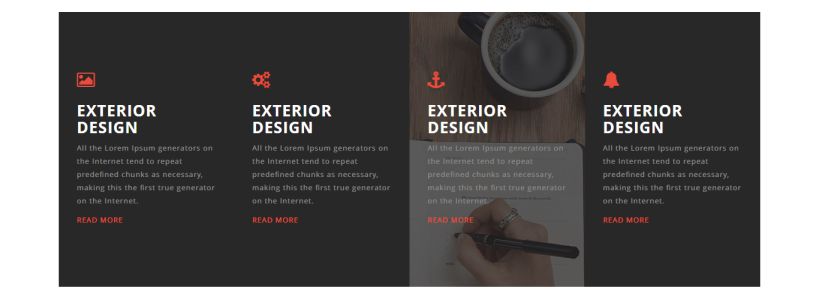 EXTERIOR
DESIGN
All the Lorem Ipsum generators on
the Internet tend to repeat
predefined chunks as necessary,
making this the first true generator
on the Internet.
READ MORE
EXTERIOR
DESIGN
All the Lorem Ipsum generators on
the Internet tend to repeat
predefined chunks as necessary,
making this the first true generator
on the Internet.
READ MORE
EXTERIOR
DESIGN
All the Lorem Ipsum generators on
the Internet tend to repeat
predefined chunks as necessary,
making this the first true generator
on the Internet.
READ MORE
EXTERIOR
DESIGN
All the Lorem Ipsum generators on
the Internet tend to repeat
predefined chunks as necessary,
making this the first true generator
on the Internet.
READ MORE